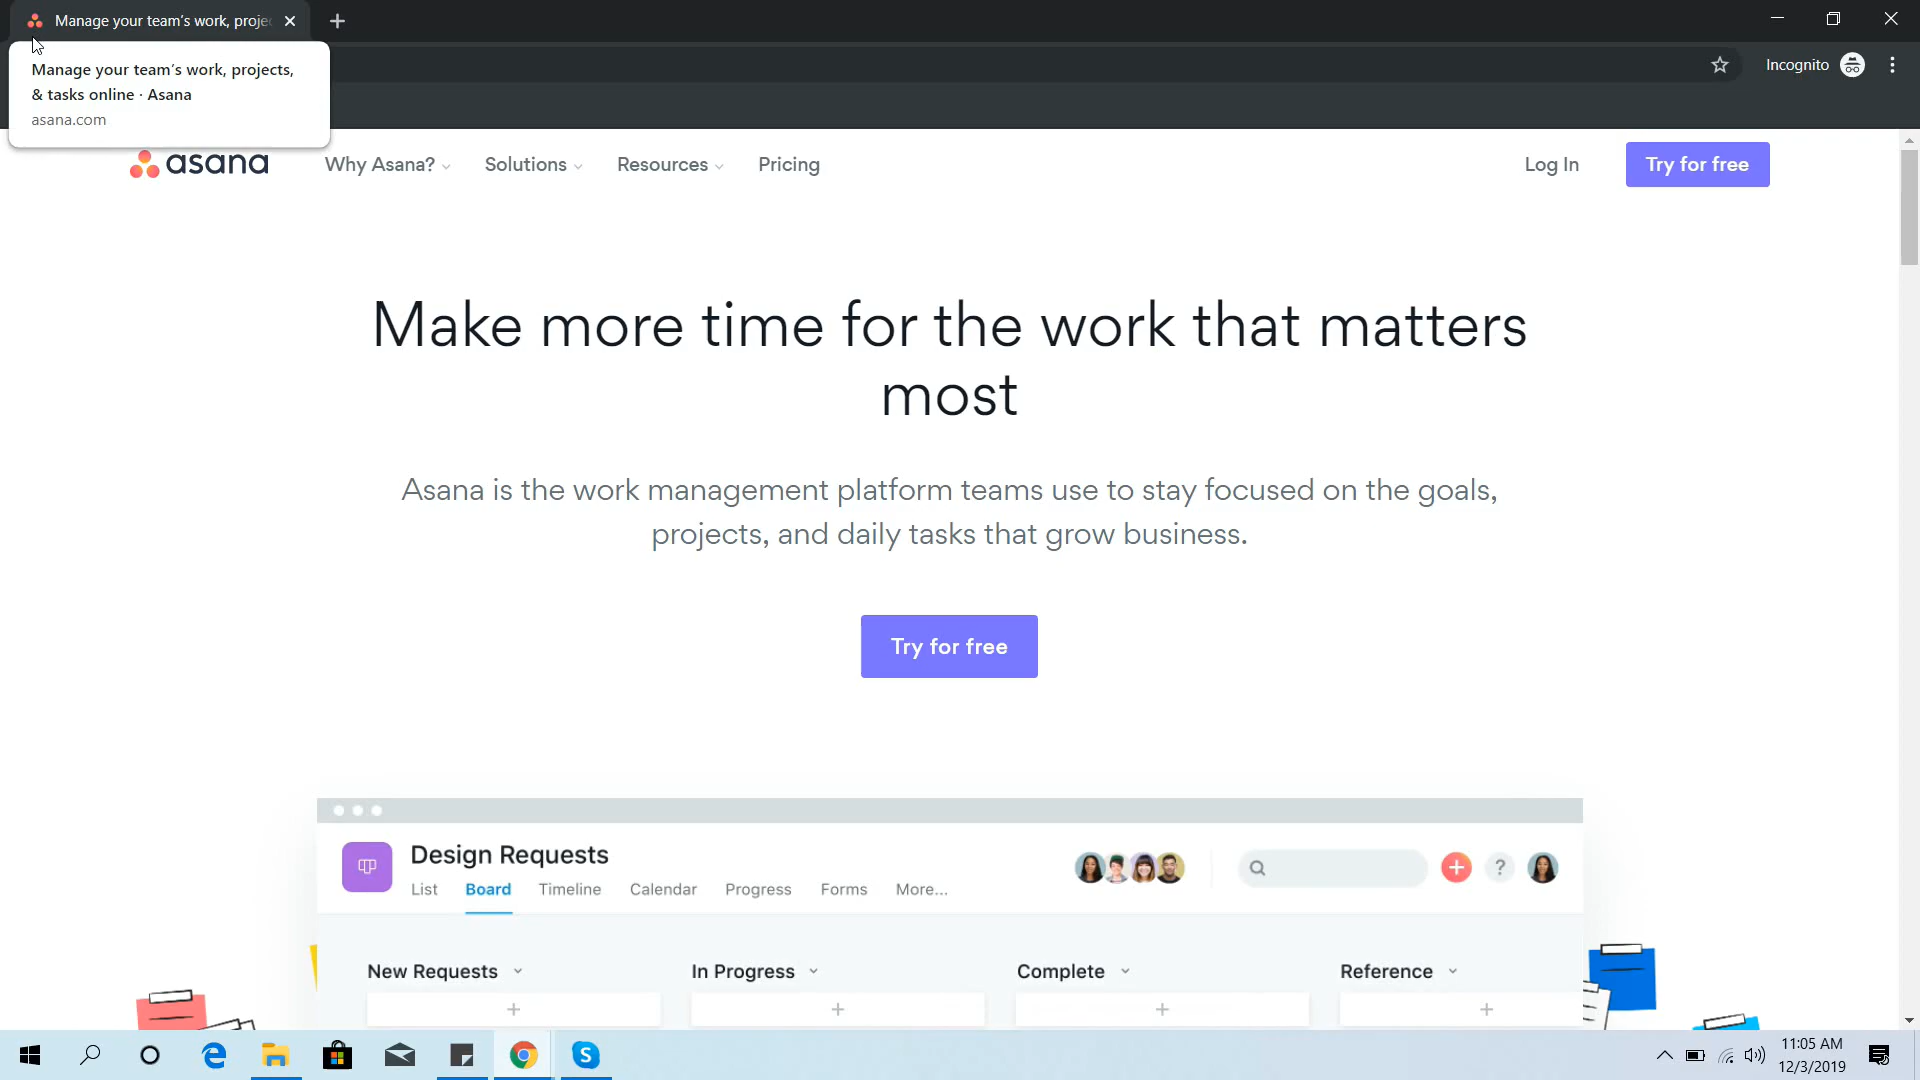 Manage your team's work, proje
Manage your team's work, projects,
& tasks online · Asana
asana.com
Incognito
asana
Why Asana?
Solutions
Resources
Pricing
Log In
Try for free
Make more time for the work that matters
most
Asana is the work management platform teams use to stay focused on the goals,
projects, and daily tasks that grow business.
Try for free
Design Requests
List
Board
Timeline
Calendar
Progress
Forms
More...
?
New Requests
In Progress
Complete
Reference
11:05 AM
12/3/2019